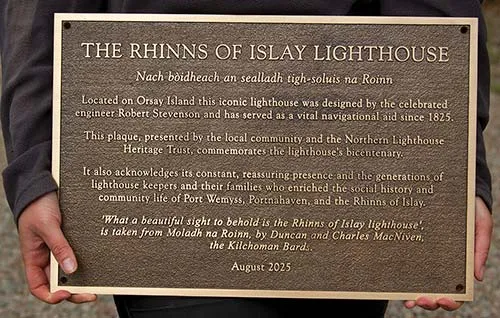 THE RHINNS OF ISLAY LIGHTHOUSE
Nach bòidheach an sealladh tigh-soluis na Roinn
Located on Orsay Island this iconic lighthouse was designed by the celebrated
engineer Robert Stevenson and has served as a vital navigational aid since 1825.
This plaque, presented by the local community and the Northern Lighthouse
Heritage Trust, commemorates the lighthouse's bicentenary.
It also acknowledges its constant, reassuring presence and the generations of
lighthouse keepers and their families who enriched the social history and
community life of Port Wemyss, Portnahaven, and the Rhinns of Islay.
'What a beautiful sight to behold is the Rhinns of Islay lighthouse',
is taken from Moladh na Roinn, by Duncan and Charles MacNiven,
the Kilchoman Bards.
August 2025